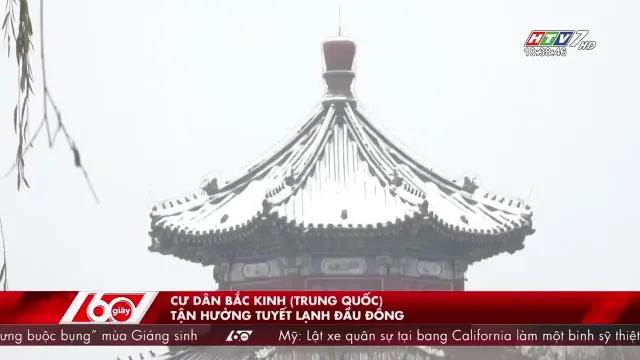 HTV7 HD
18:38:46
60 giây
CƯ DÂN BẮC KINH (TRUNG QUỐC)
TẬN HƯỞNG TUYẾT LẠNH ĐẦU ĐÔNG
ưng buộc bụng” mùa Giáng sinh 60 Mỹ: Lật xe quân sự tại bang California làm một binh sỹ thiệt